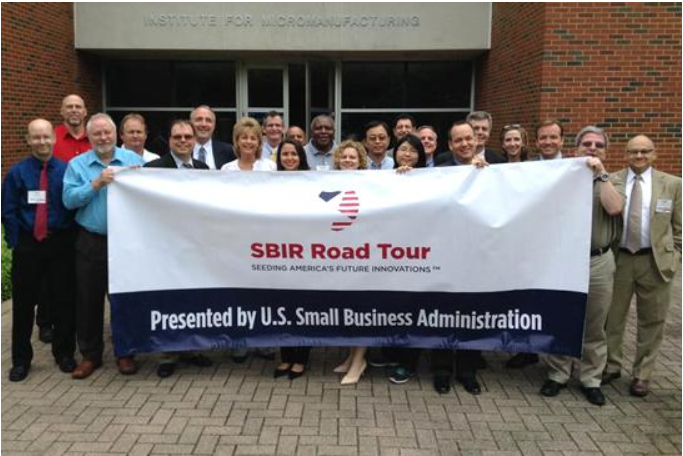 INSTITUTE FOR MICROMANUFACTURING
SBIR Road Tour
SEEDING AMERICA'S FUTURE INNOVATIONS™
Presented by U.S. Small Business Administration